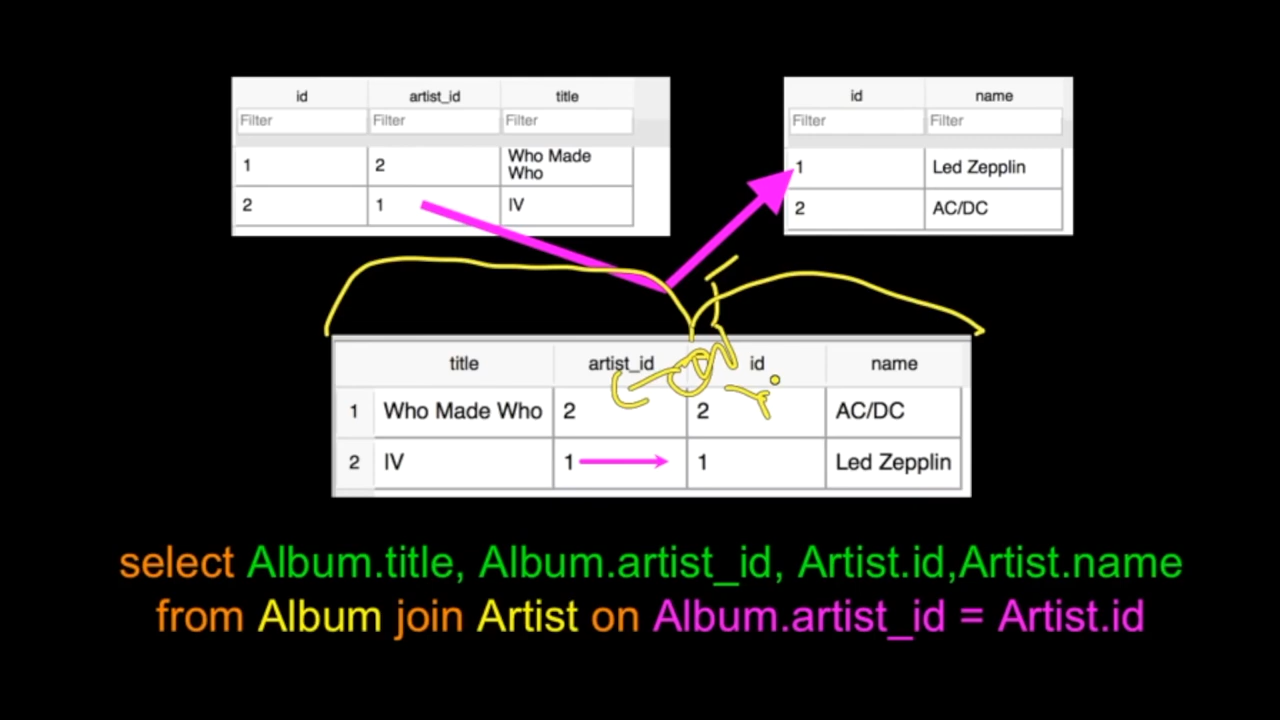 id artist_id title
Filter Filter Filter
1 2 Who Made Who
2 1 IV
id name
Filter Filter
1 Led Zepplin
2 AC/DC
title artist_id id name
1 Who Made Who 2 2 AC/DC
2 IV 1 1 Led Zepplin
select Album.title, Album.artist_id, Artist.id,Artist.name
from Album join Artist on Album.artist_id = Artist.id